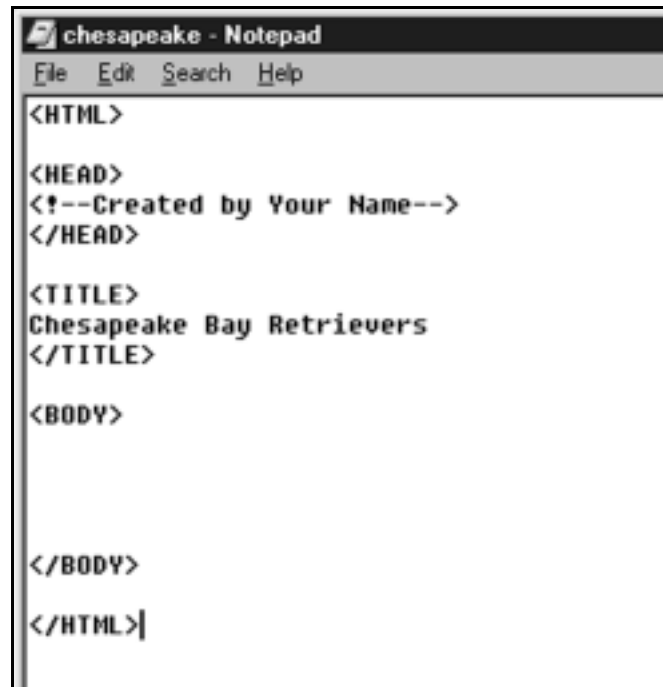 chesapeake - Notepad
File Edit Search Help
<HTML>
<HEAD>
<!--Created by Your Name-->
</HEAD>
<TITLE>
Chesapeake Bay Retrievers
</TITLE>
<BODY>
</BODY>
</HTML>